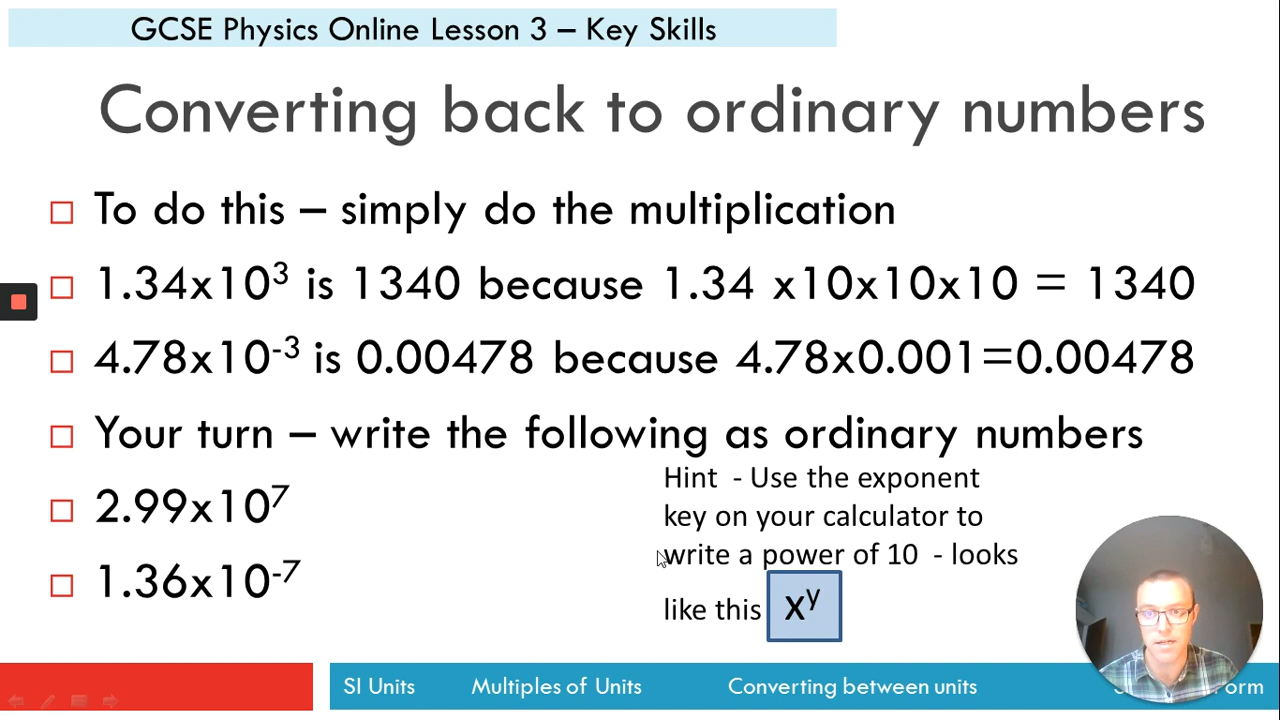 GCSE Physics Online Lesson 3 – Key Skills
Converting back to ordinary numbers
To do this – simply do the multiplication
1.34x10³ is 1340 because 1.34 x10x10x10 = 1340
4.78x10⁻³ is 0.00478 because 4.78x0.001=0.00478
Your turn – write the following as ordinary numbers
2.99x10⁷
1.36x10⁻⁷
Hint - Use the exponent
key on your calculator to
write a power of 10 - looks
like this xʸ
SI Units Multiples of Units Converting between units